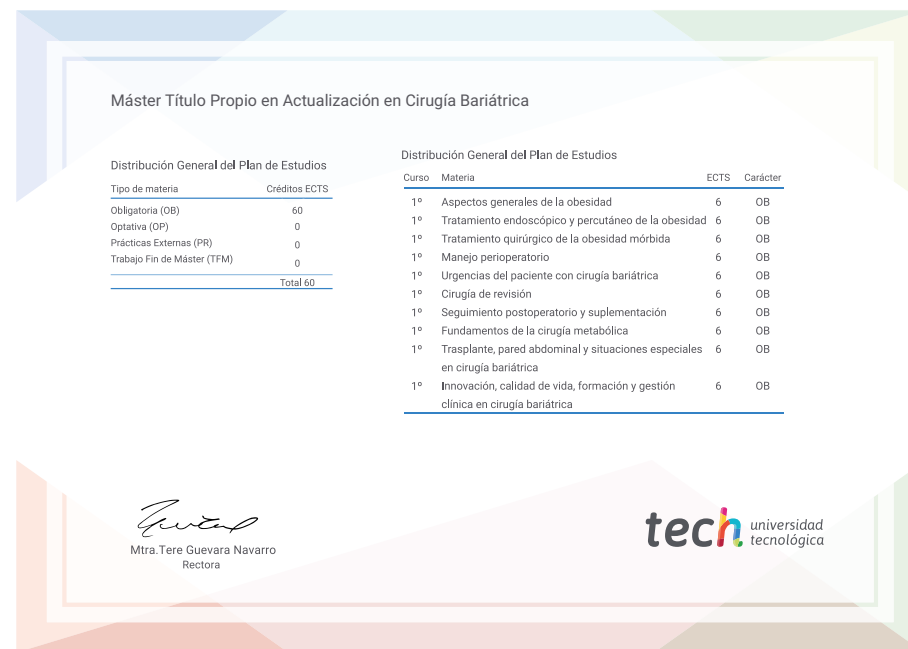 Máster Título Propio en Actualización en Cirugía Bariátrica
Distribución General del Plan de Estudios
Tipo de materia Créditos ECTS
Obligatoria (OB) 60
Optativa (OP) 0
Prácticas Externas (PR) 0
Trabajo Fin de Máster (TFM) 0
Total 60
Distribución General del Plan de Estudios
Curso Materia ECTS Carácter
1º Aspectos generales de la obesidad 6 OB
1º Tratamiento endoscópico y percutáneo de la obesidad 6 OB
1º Tratamiento quirúrgico de la obesidad mórbida 6 OB
1º Manejo perioperatorio 6 OB
1º Urgencias del paciente con cirugía bariátrica 6 OB
1º Cirugía de revisión 6 OB
1º Seguimiento postoperatorio y suplementación 6 OB
1º Fundamentos de la cirugía metabólica 6 OB
1º Trasplante, pared abdominal y situaciones especiales 6 OB
en cirugía bariátrica
1º Innovación, calidad de vida, formación y gestión 6 OB
clínica en cirugía bariátrica
Mtra.Tere Guevara Navarro
Rectora
tech universidad
tecnológica